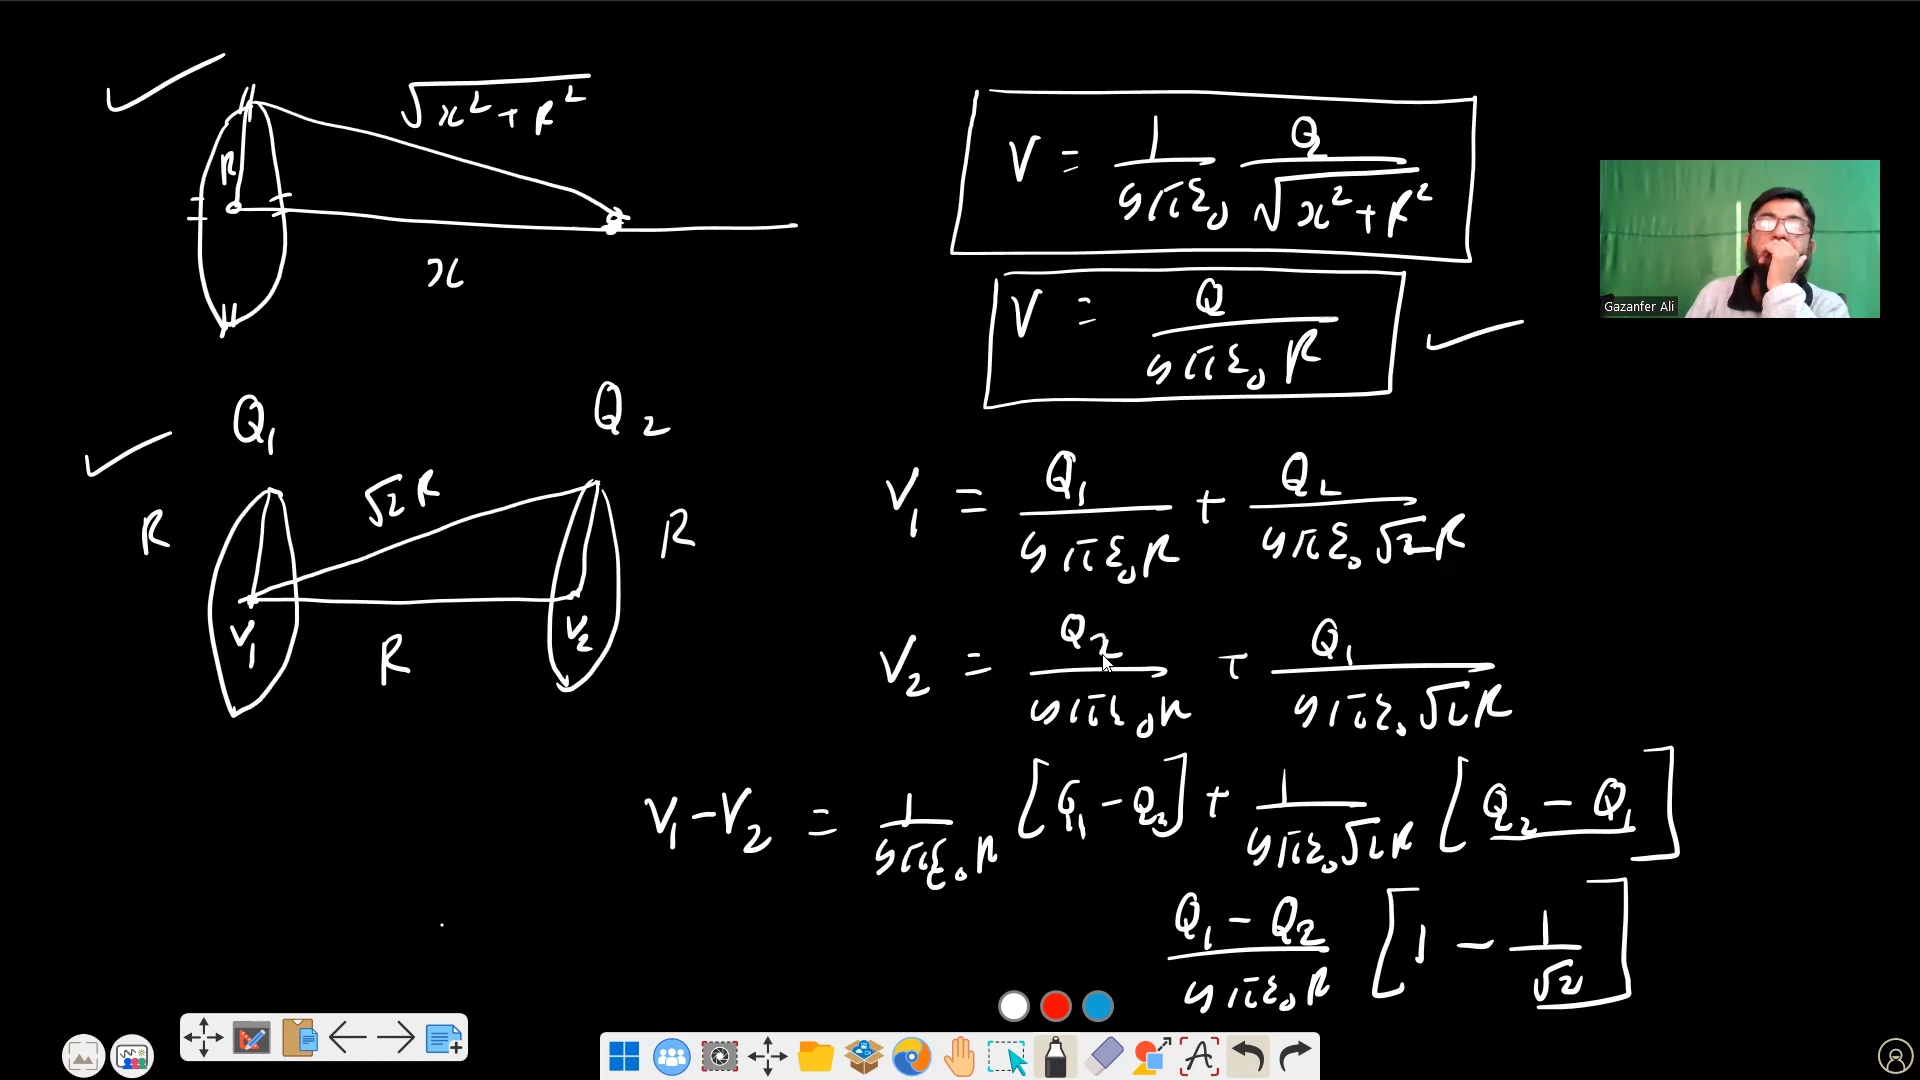 √x² + R²
R
x
V = 1/4πε₀ Q/√x² + R²
V = Q/4πε₀ R
Gazanfer Ali
Q₁ Q₂
R √2 R R
V₁ R V₂
V₁ = Q₁/4πε₀R + Q₂/4πε₀√2R
V₂ = Q₂/4πε₀R + Q₁/4πε₀√2R
V₁ - V₂ = 1/4πε₀R [Q₁ - Q₂] + 1/4πε₀√2R [Q₂ - Q₁]
Q₁ - Q₂/4πε₀R [1 - 1/√2]